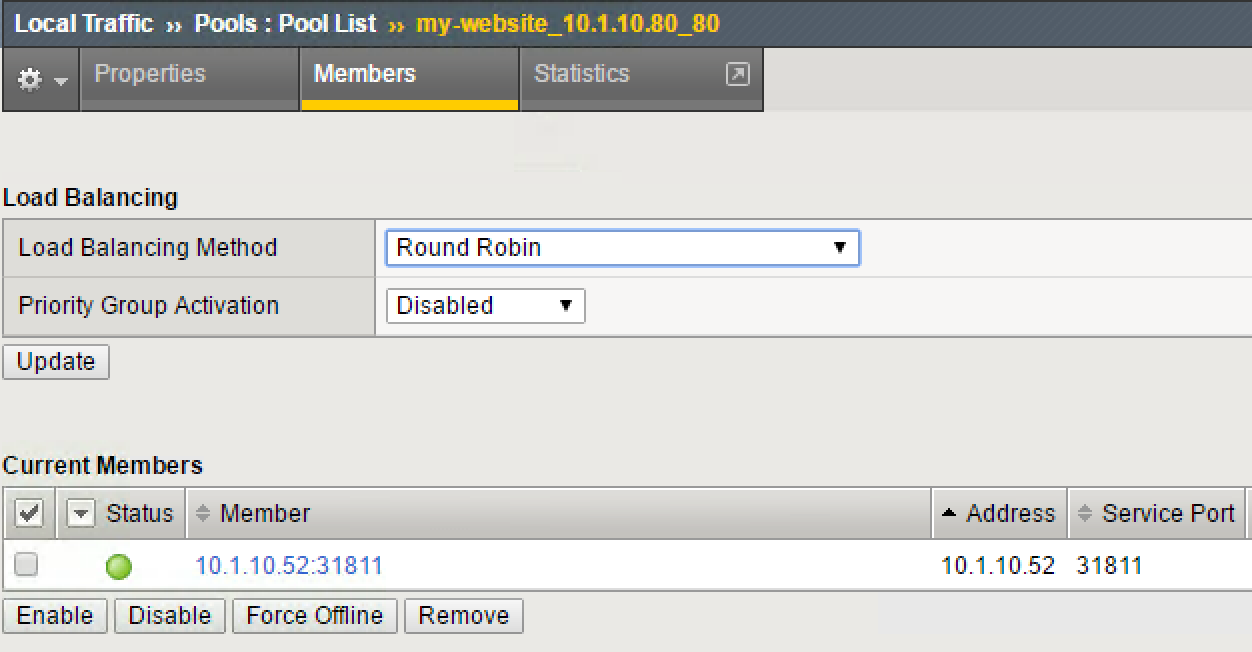 Local Traffic ›› Pools : Pool List ›› my-website_10.1.10.80_80
Properties Members Statistics
Load Balancing
Load Balancing Method Round Robin
Priority Group Activation Disabled
Update
Current Members
Status Member Address Service Port
10.1.10.52:31811 10.1.10.52 31811
Enable Disable Force Offline Remove